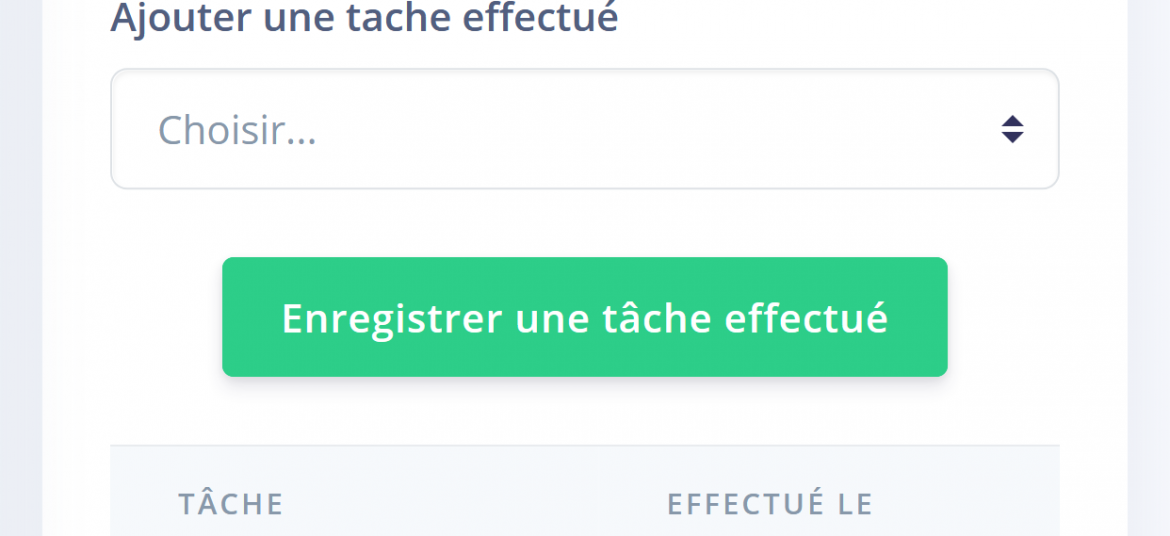 Ajouter une tache effectué
Choisir...
Enregistrer une tâche effectué
TÂCHE EFFECTUÉ LE